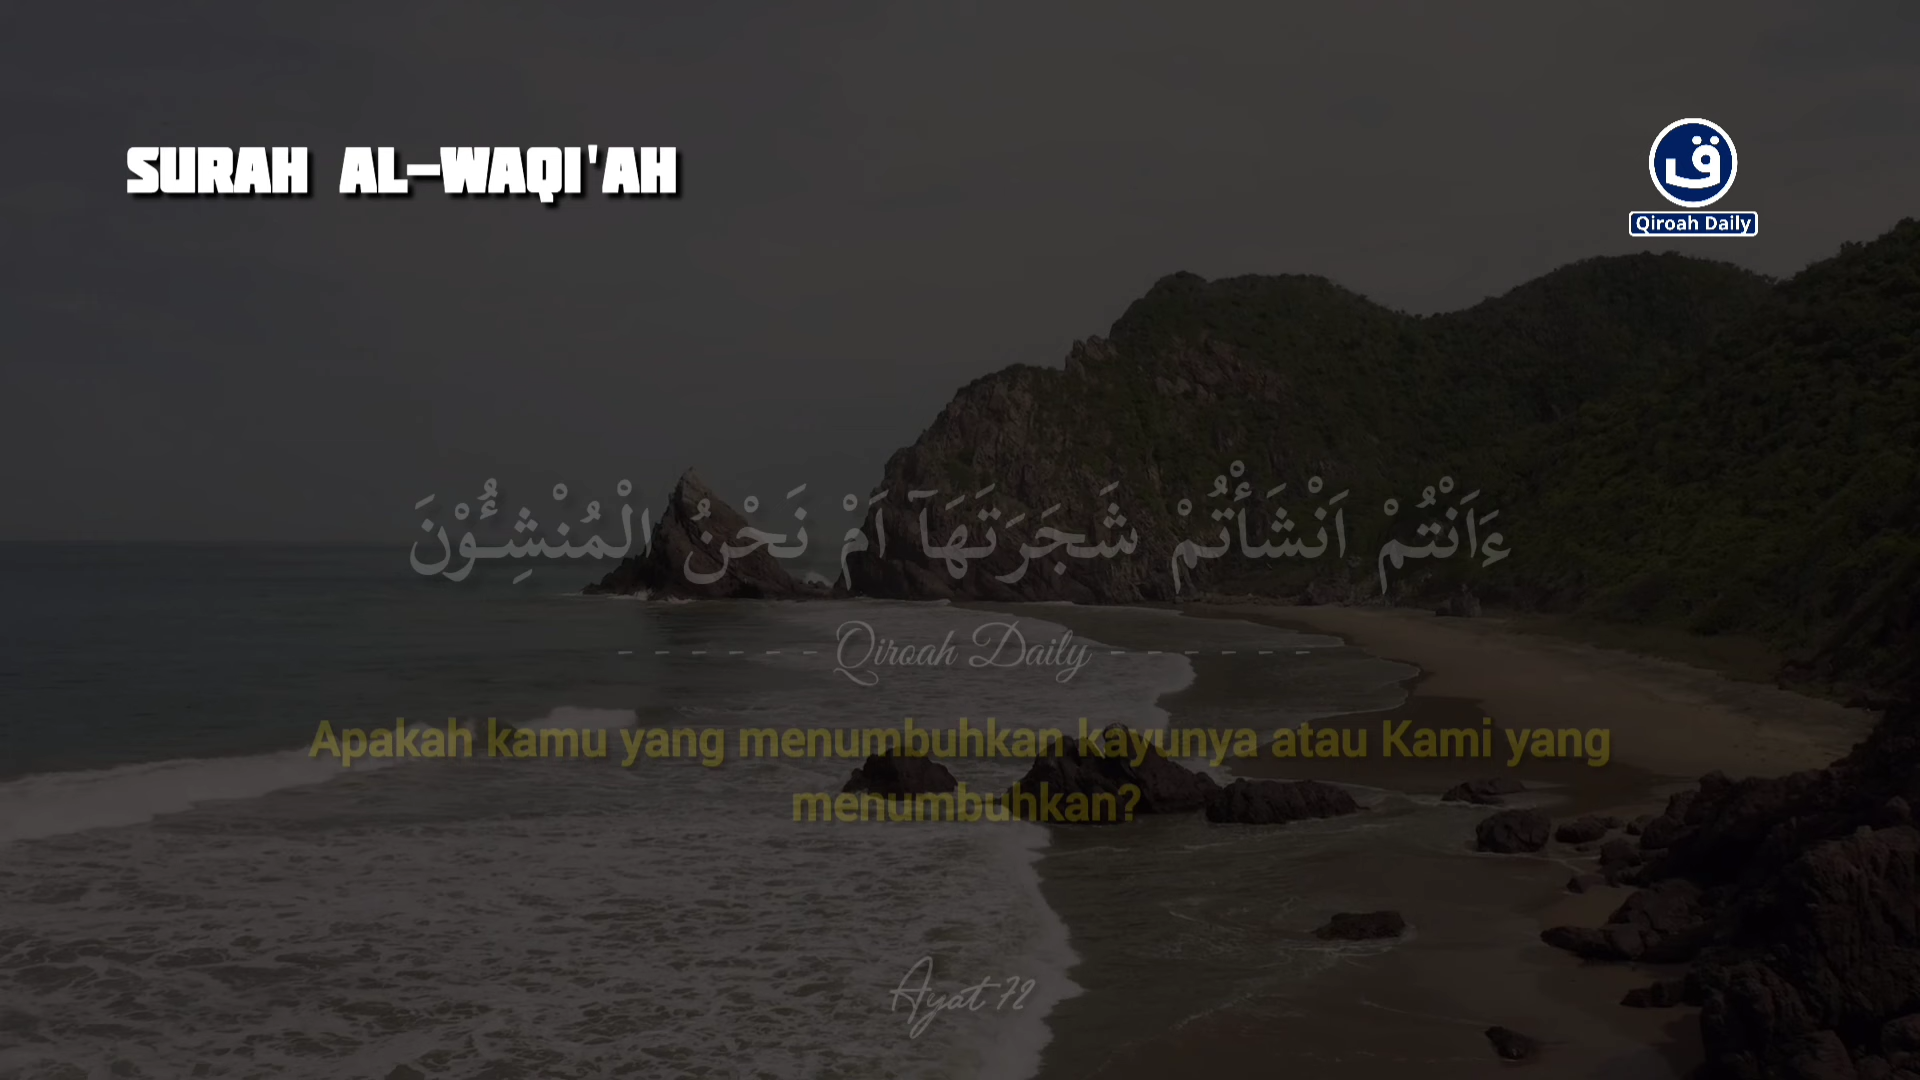 SURAH AL-WAQI'AH
ق
Qiroah Daily
ءَاَنْتُمْ اَنْشَأْتُمْ شَجَرَتَهَآ اَمْ نَحْنُ الْمُنْشِـُٔوْنَ
- - - - - - - Qiroah Daily - - - - - - -
Apakah kamu yang menumbuhkan kayunya atau Kami yang
menumbuhkan?
Ayat 72